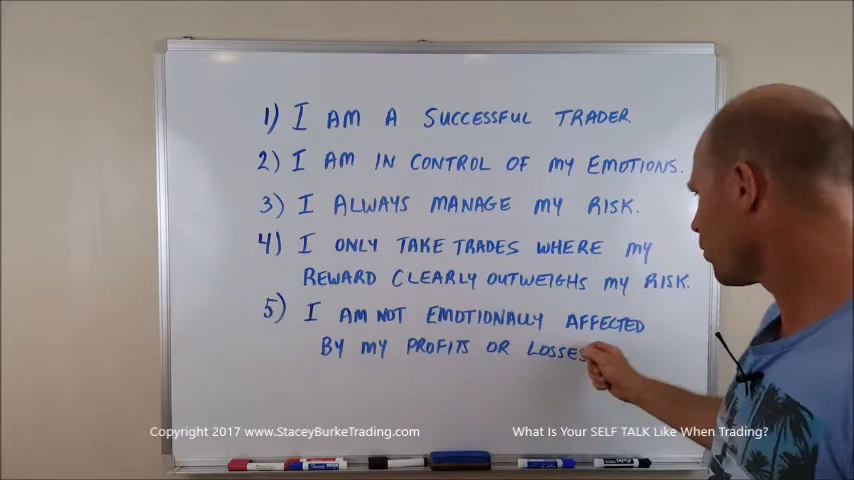 1) I AM A SUCCESSFUL TRADER.
2) I AM IN CONTROL OF MY EMOTIONS.
3) I ALWAYS MANAGE MY RISK.
4) I ONLY TAKE TRADES WHERE MY
REWARD CLEARLY OUTWEIGHS MY RISK.
5) I AM NOT EMOTIONALLY AFFECTED
BY MY PROFITS OR LOSSES
Copyright 2017 www.StaceyBurkeTrading.com
What Is Your SELF TALK Like When Trading?